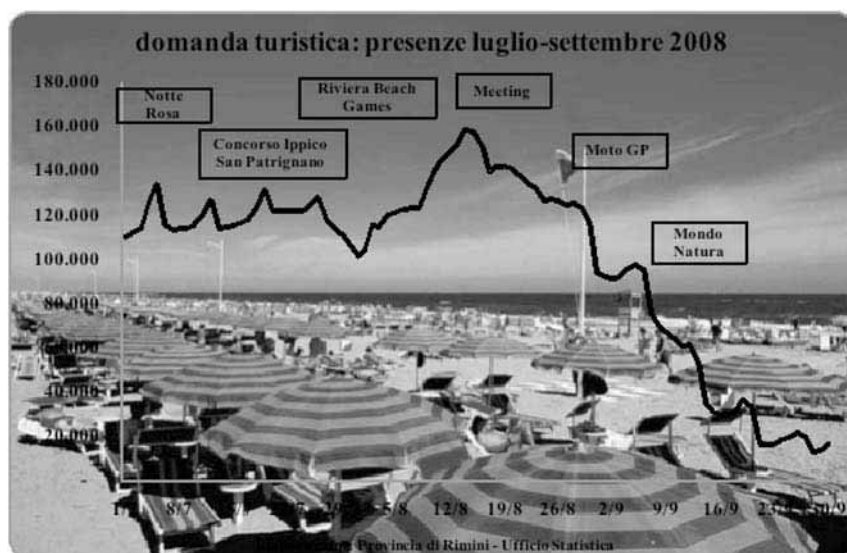 domanda turistica: presenze luglio-settembre 2008
180.000
160.000
140.000
120.000
100.000
80.000
40.000
20.000
Notte
Rosa
Concorso Ippico
San Patrignano
Riviera Beach
Games
Meeting
Moto GP
Mondo
Natura
8/7
5/8
12/8
19/8
26/8
2/9
9/9
16/9
Provincia di Rimini - Ufficio Statistica